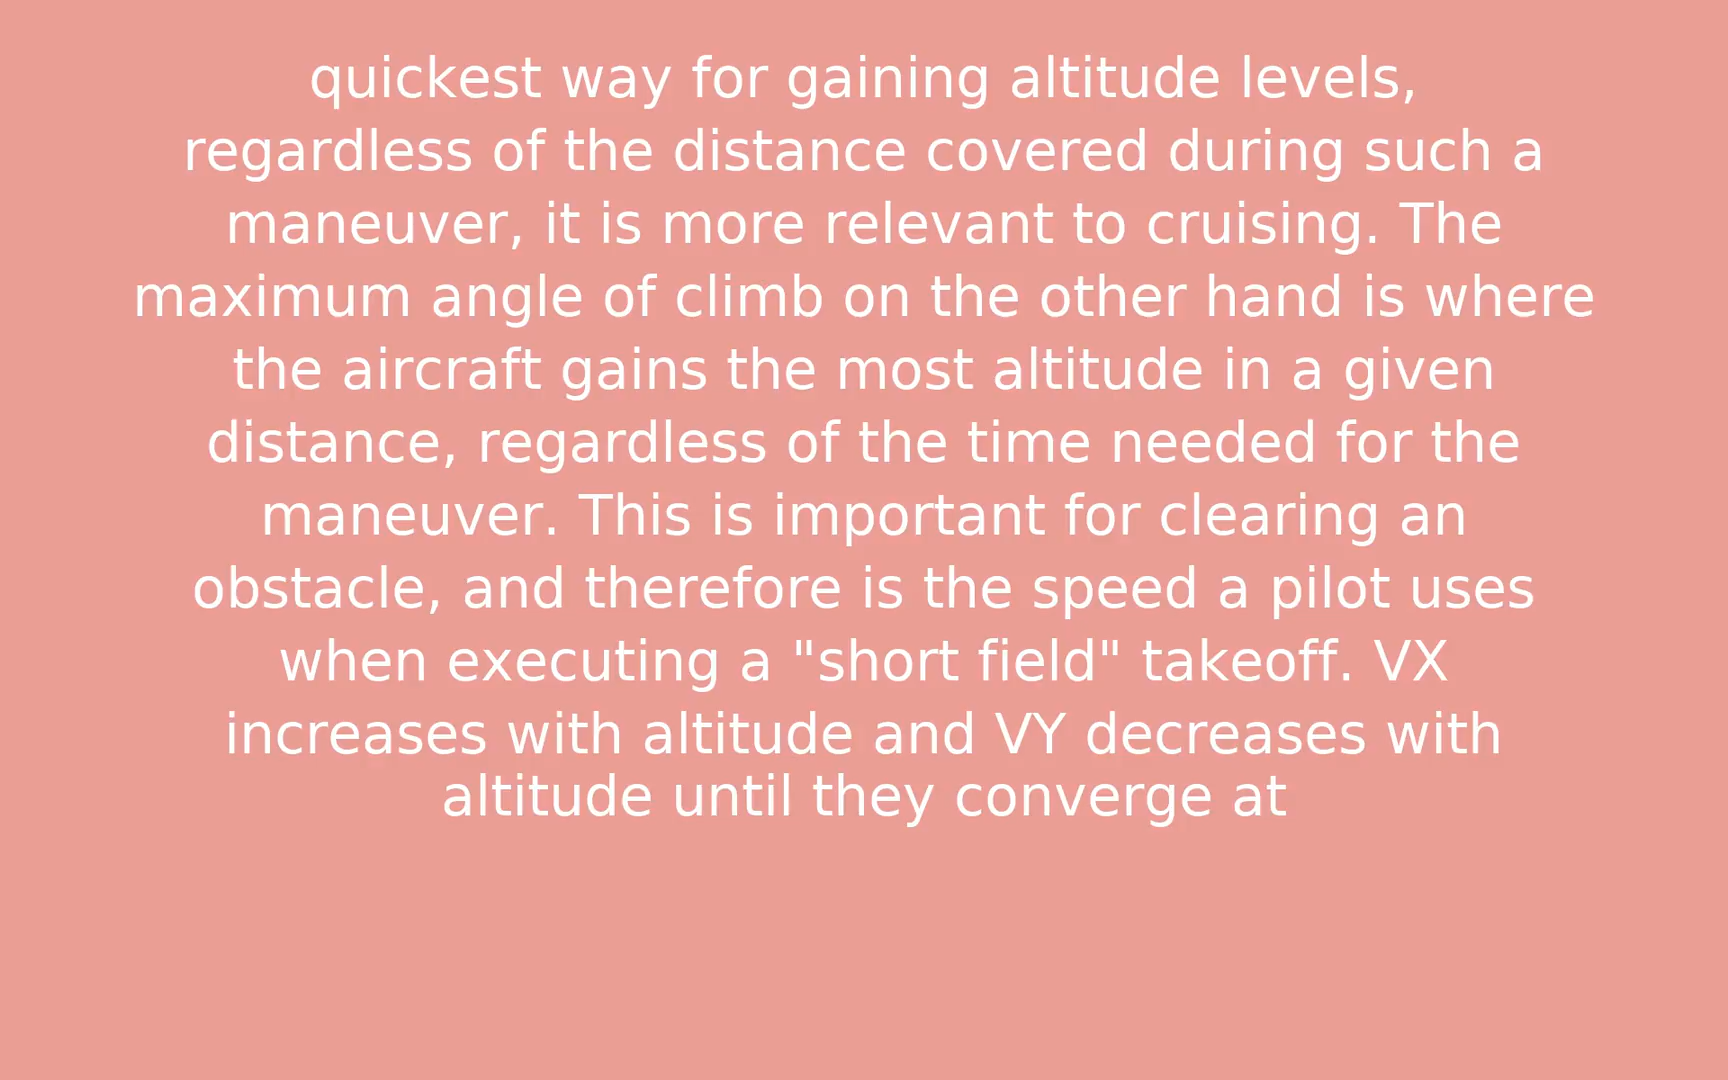 quickest way for gaining altitude levels,
regardless of the distance covered during such a
maneuver, it is more relevant to cruising. The
maximum angle of climb on the other hand is where
the aircraft gains the most altitude in a given
distance, regardless of the time needed for the
maneuver. This is important for clearing an
obstacle, and therefore is the speed a pilot uses
when executing a "short field" takeoff. VX
increases with altitude and VY decreases with
altitude until they converge at